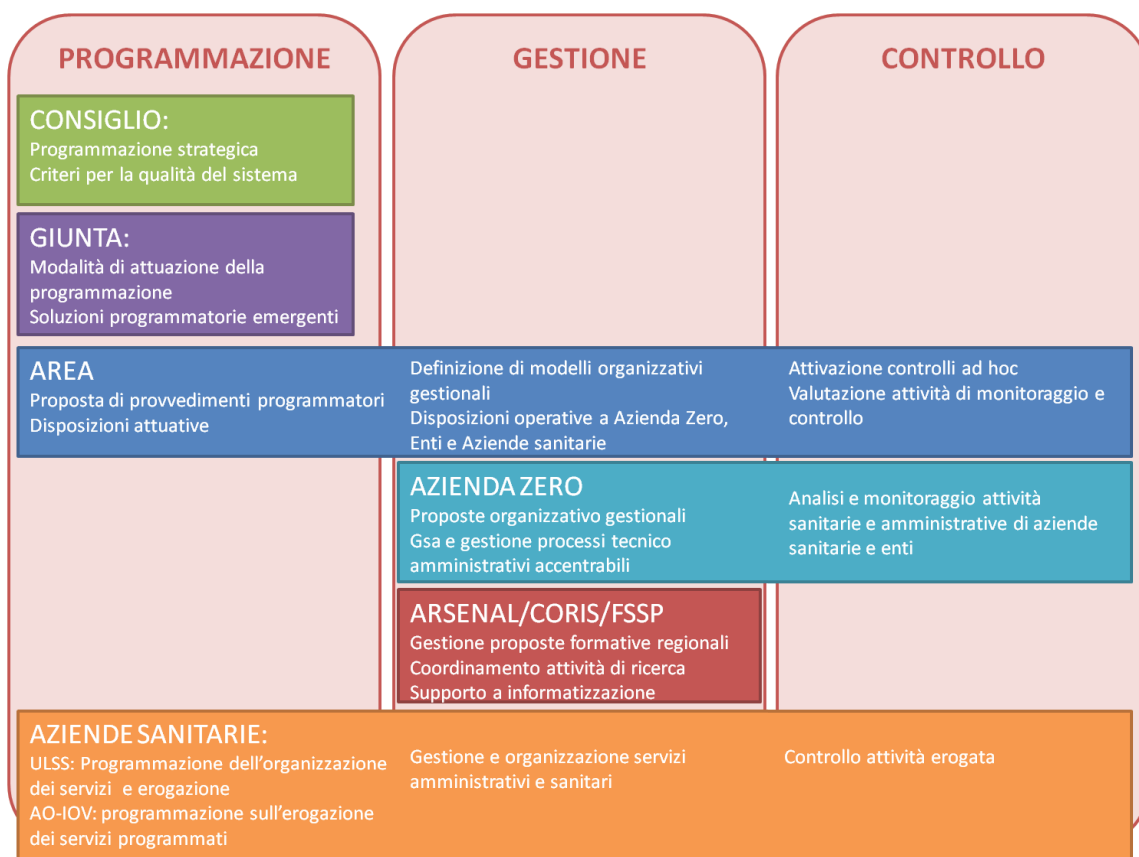 PROGRAMMAZIONE
GESTIONE
CONTROLLO
CONSIGLIO:
Programmazione strategica
Criteri per la qualità del sistema
GIUNTA:
Modalità di attuazione della
programmazione
Soluzioni programmatorie emergenti
AREA
Proposta di provvedimenti programmatori
Disposizioni attuative
Definizione di modelli organizzativi
gestionali
Disposizioni operative a Azienda Zero,
Enti e Aziende sanitarie
Attivazione controlli ad hoc
Valutazione attività di monitoraggio e
controllo
AZIENDA ZERO
Proposte organizzativo gestionali
Gsa e gestione processi tecnico
amministrativi accentrabili
Analisi e monitoraggio attività
sanitarie e amministrative di aziende
sanitarie e enti
ARSENAL/CORIS/FSSP
Gestione proposte formative regionali
Coordinamento attività di ricerca
Supporto a informatizzazione
AZIENDE SANITARIE:
ULSS: Programmazione dell'organizzazione
dei servizi e erogazione
AO-IOV: programmazione sull'erogazione
dei servizi programmati
Gestione e organizzazione servizi
amministrativi e sanitari
Controllo attività erogata